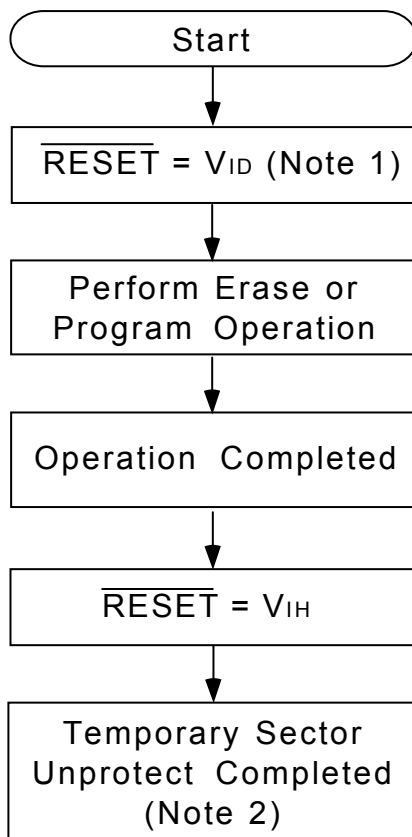 Start
RESET = VID (Note 1)
Perform Erase or
Program Operation
Operation Completed
RESET = VIH
Temporary Sector
Unprotect Completed
(Note 2)